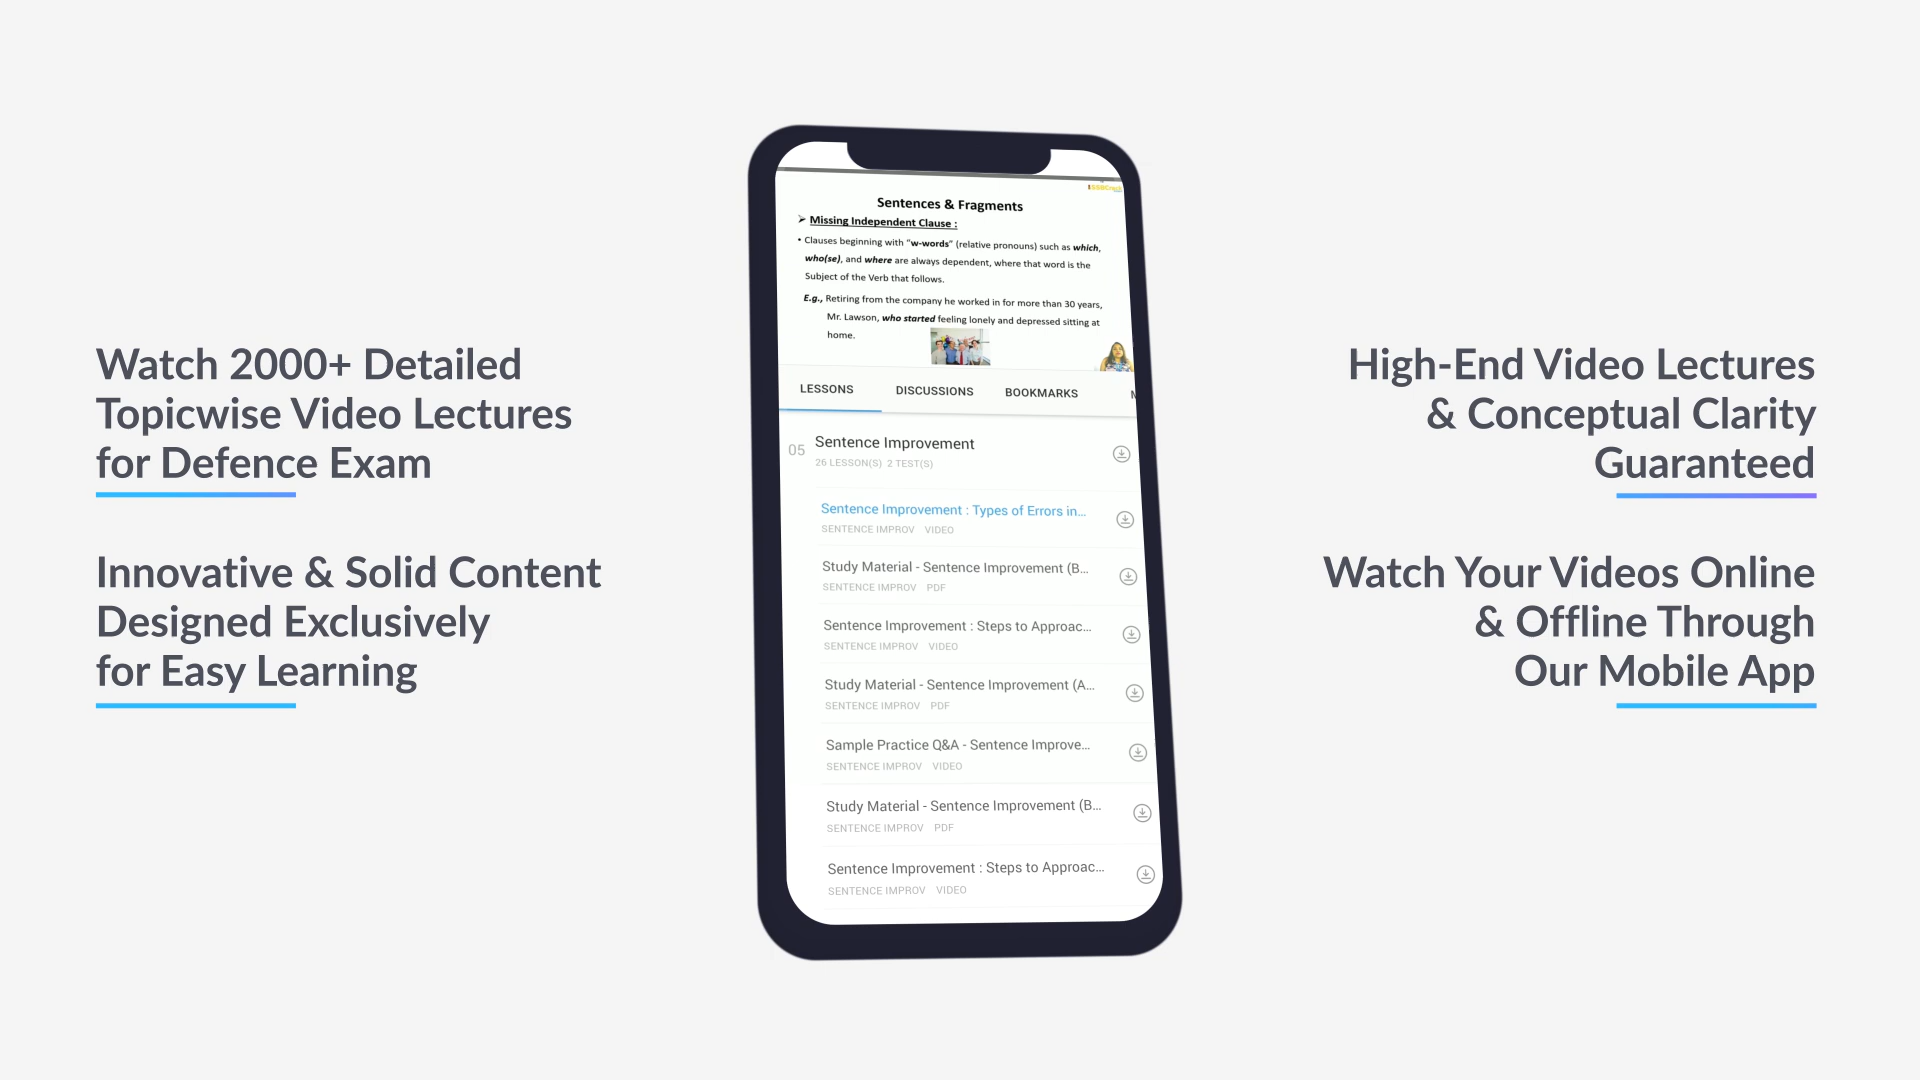 Watch 2000+ Detailed
Topicwise Video Lectures
for Defence Exam
Innovative & Solid Content
Designed Exclusively
for Easy Learning
Sentences & Fragments
➢ Missing Independent Clause :
• Clauses beginning with "w-words" (relative pronouns) such as which,
who(se), and where are always dependent, where that word is the
Subject of the Verb that follows.
E.g., Retiring from the company he worked in for more than 30 years,
Mr. Lawson, who started feeling lonely and depressed sitting at
home.
LESSONS DISCUSSIONS BOOKMARKS
05 Sentence Improvement
26 LESSON(S) 2 TEST(S)
Sentence Improvement : Types of Errors in...
SENTENCE IMPROV VIDEO
Study Material - Sentence Improvement (B...
SENTENCE IMPROV PDF
Sentence Improvement : Steps to Approac...
SENTENCE IMPROV VIDEO
Study Material - Sentence Improvement (A...
SENTENCE IMPROV PDF
Sample Practice Q&A - Sentence Improve...
SENTENCE IMPROV VIDEO
Study Material - Sentence Improvement (B...
SENTENCE IMPROV PDF
Sentence Improvement : Steps to Approac...
SENTENCE IMPROV VIDEO
High-End Video Lectures
& Conceptual Clarity
Guaranteed
Watch Your Videos Online
& Offline Through
Our Mobile App